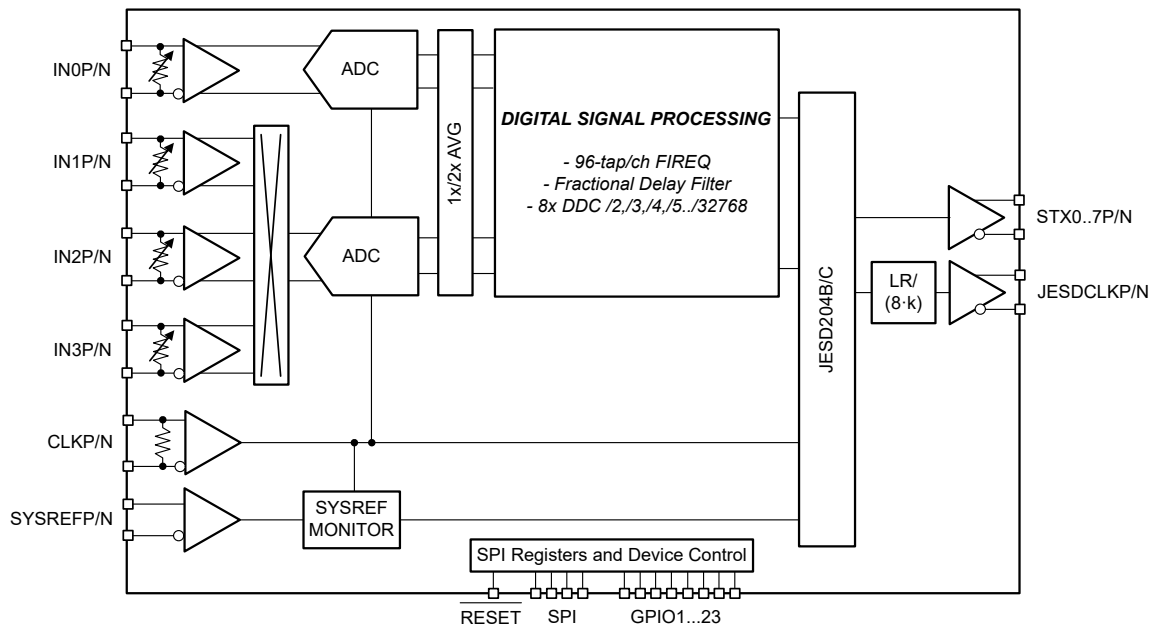 IN0P/N
IN1P/N
IN2P/N
IN3P/N
CLKP/N
SYSREFP/N
ADC
ADC
1x/2x AVG
DIGITAL SIGNAL PROCESSING
- 96-tap/ch FIREQ
- Fractional Delay Filter
- 8x DDC /2,/3,/4,/5../32768
JESD204B/C
STX0..7P/N
LR/
(8·k)
JESDCLKP/N
SYSREF
MONITOR
SPI Registers and Device Control
RESET
SPI
GPIO1...23